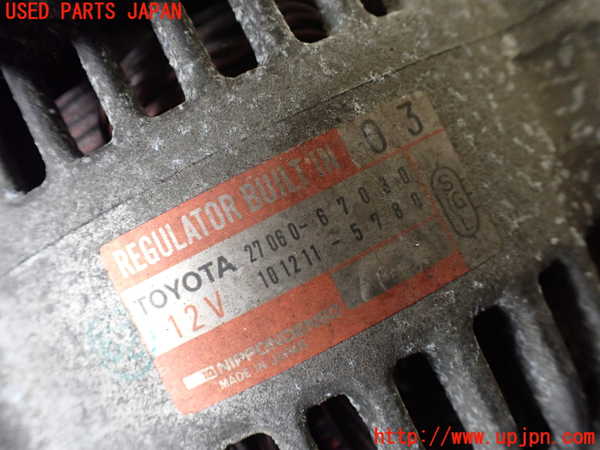 USED PARTS JAPAN
REGULATOR BUILT IN 03
TOYOTA 27060-67030
12V 101211-5780
NIPPONDENSO
MADE IN JAPAN
(C)UPJ http://www.upjpn.com/